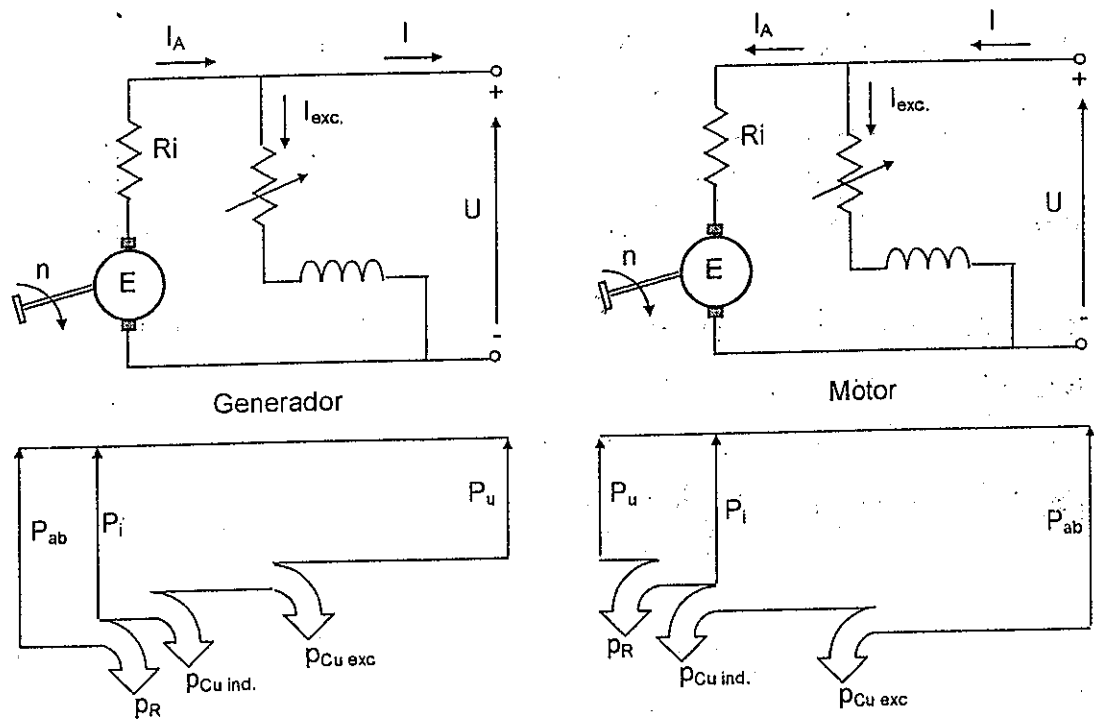 I_A I
I_exc.
Ri
n E
U
+
-
Generador
I_A I
I_exc.
Ri
n E
U
+
-
Motor
P_ab P_i P_u
p_R p_Cu ind. p_Cu exc
P_u P_i P_ab
p_R p_Cu ind. p_Cu exc